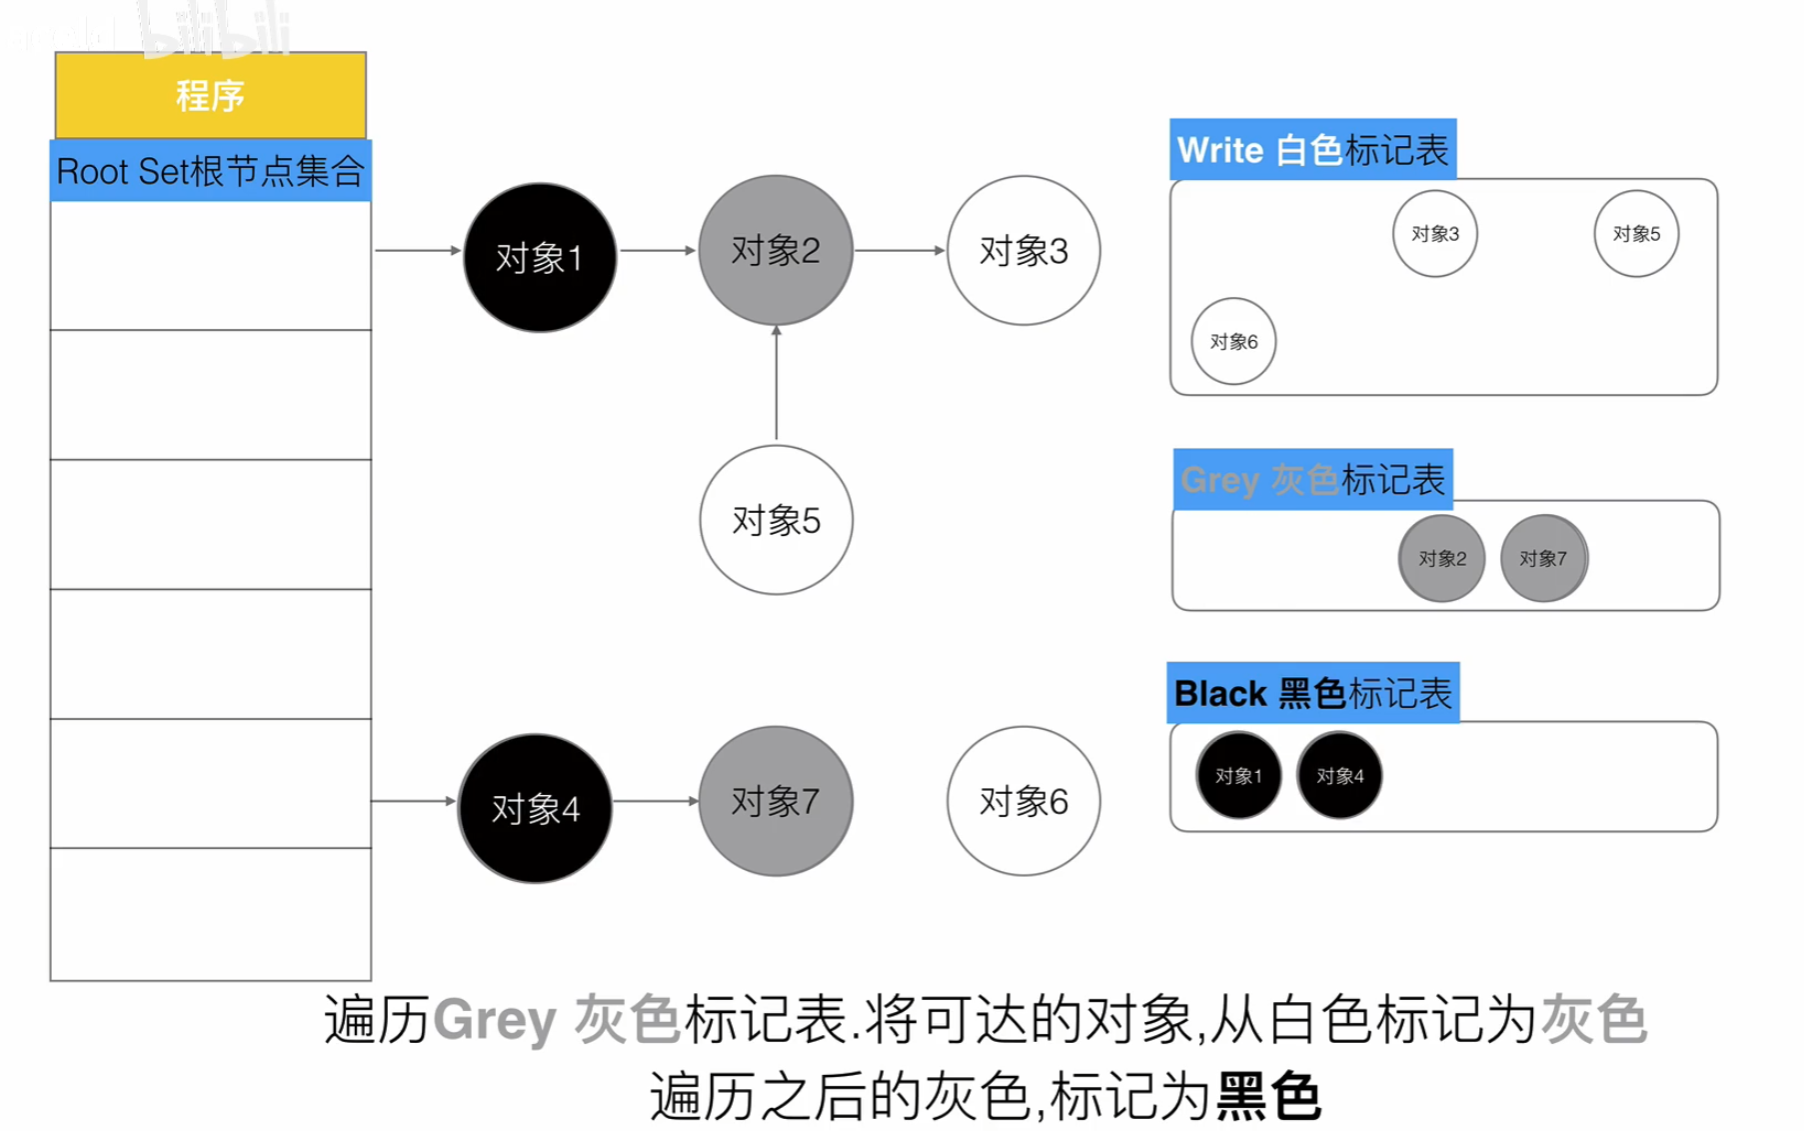 bilibili
程序
Root Set根节点集合
对象1
对象2
对象3
对象5
对象4
对象7
对象6
Write 白色标记表
对象3
对象5
对象6
Grey 灰色标记表
对象2
对象7
Black 黑色标记表
对象1
对象4
遍历Grey 灰色标记表.将可达的对象,从白色标记为灰色
遍历之后的灰色,标记为黑色